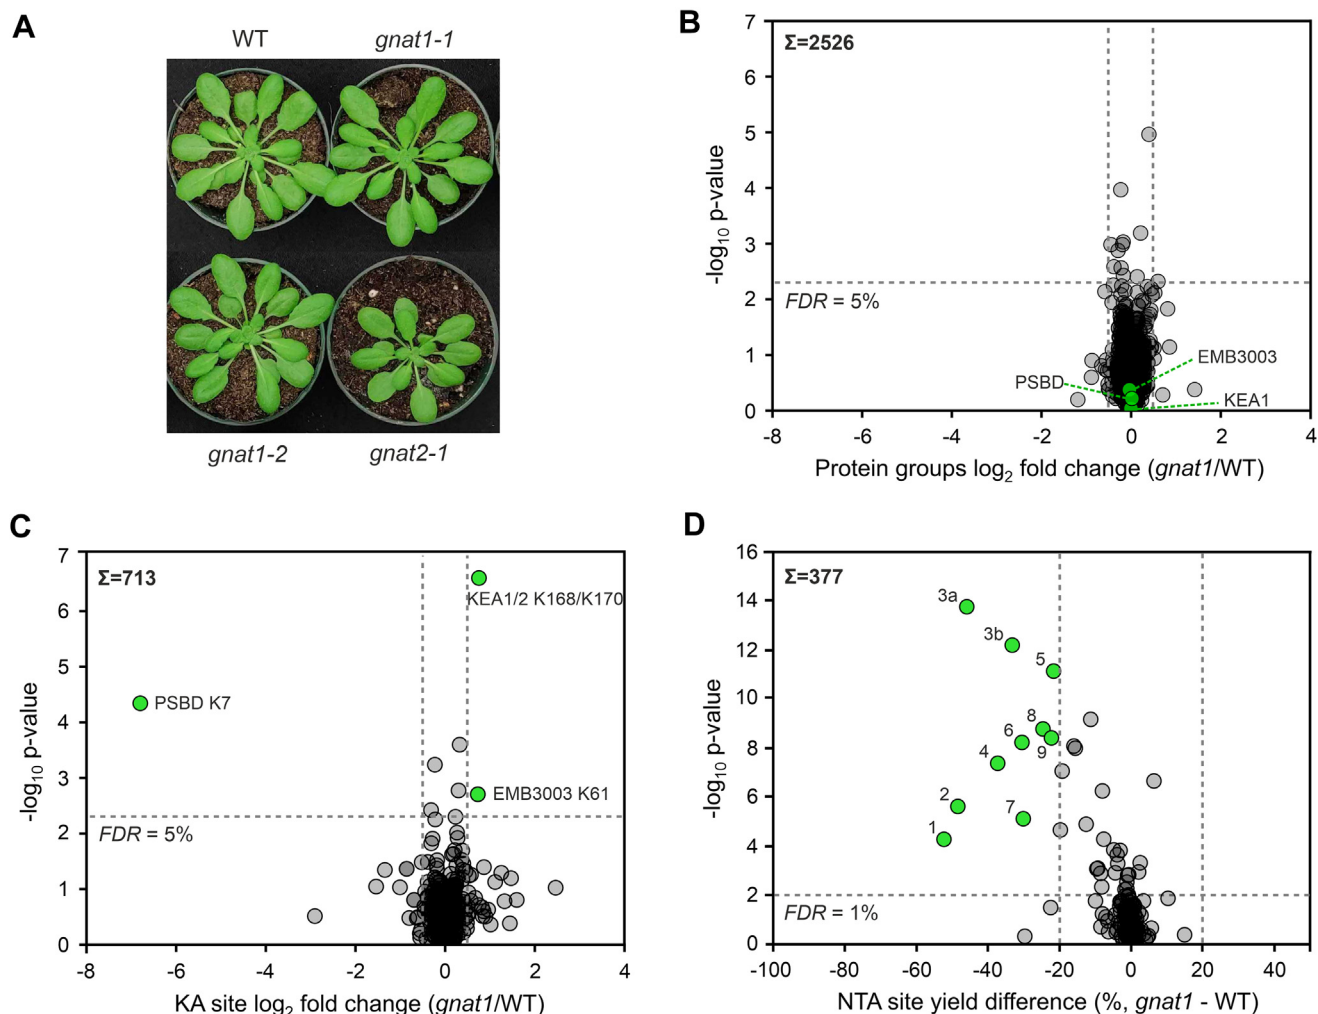 A
WT
gnat1-1
gnat1-2
gnat2-1
B
Σ=2526
7
6
5
4
3
2
1
0
-log10 p-value
FDR = 5%
EMB3003
PSBD
KEA1
-8
-6
-4
-2
0
2
4
Protein groups log2 fold change (gnat1/WT)
C
Σ=713
7
6
5
4
3
2
1
0
-log10 p-value
KEA1/2 K168/K170
PSBD K7
EMB3003 K61
FDR = 5%
-8
-6
-4
-2
0
2
4
KA site log2 fold change (gnat1/WT)
D
Σ=377
16
14
12
10
8
6
4
2
0
-log10 p-value
3a
3b
5
8
6
9
4
2
7
1
FDR = 1%
-100
-80
-60
-40
-20
0
20
40
NTA site yield difference (%, gnat1 - WT)